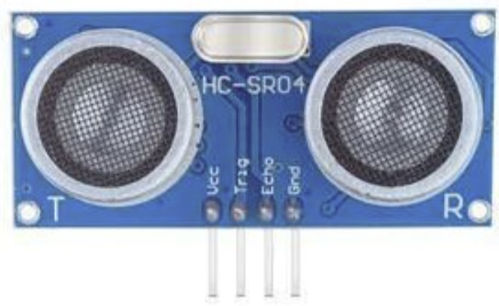 HC-SR04
Vcc
Trig
Echo
Gnd
T
R